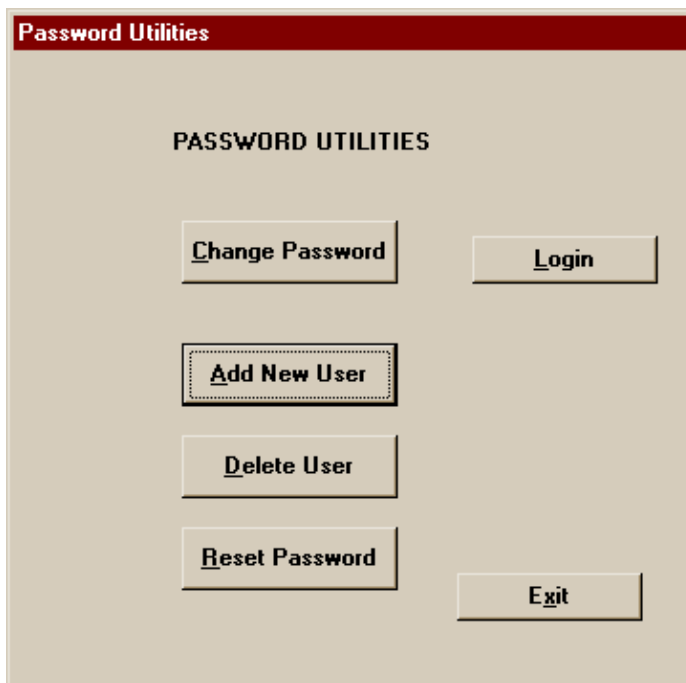 Password Utilities
PASSWORD UTILITIES
Change Password
Login
Add New User
Delete User
Reset Password
Exit